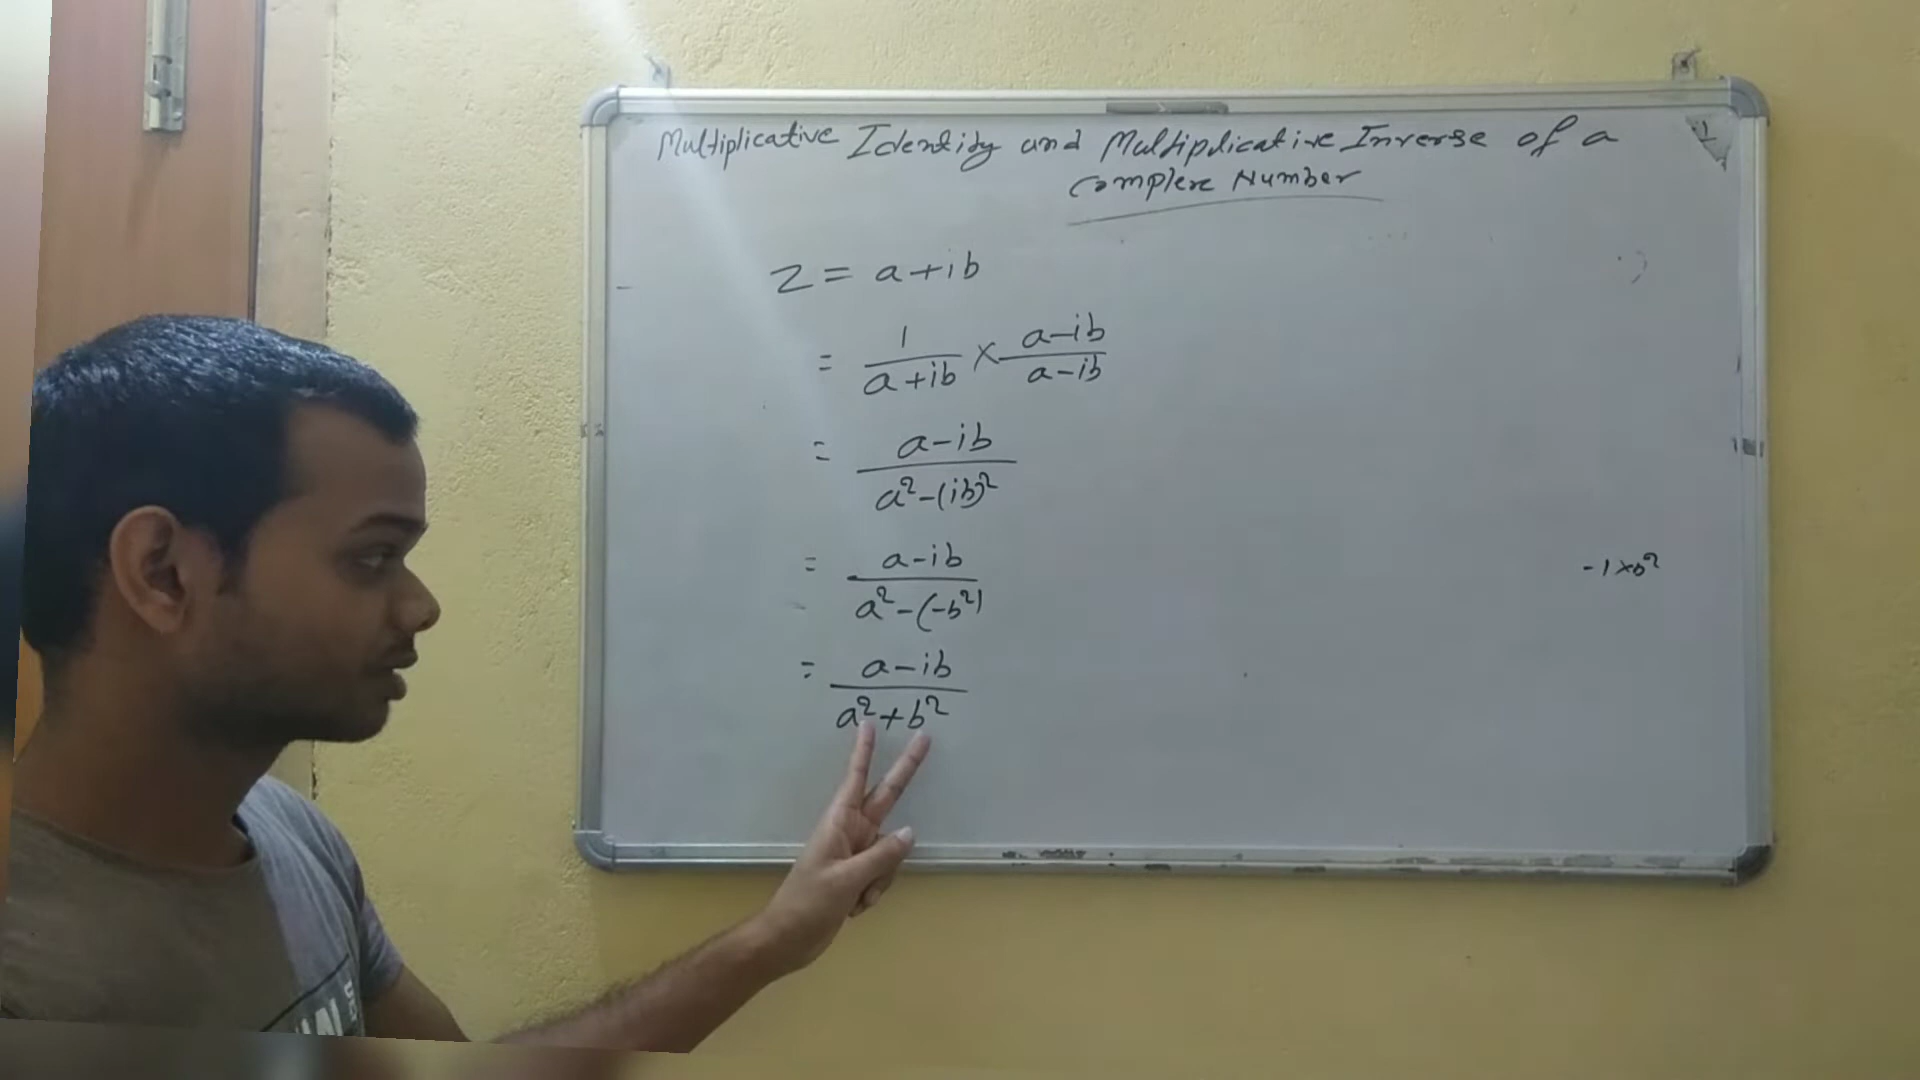 Multiplicative Identity and Multiplicative Inverse of a
Complex Number
Z = a+ib
= 1/(a+ib) × (a-ib)/(a-ib)
= (a-ib)/(a²-(ib)²)
= (a-ib)/(a²-(-b²))
-1×b²
= (a-ib)/(a²+b²)